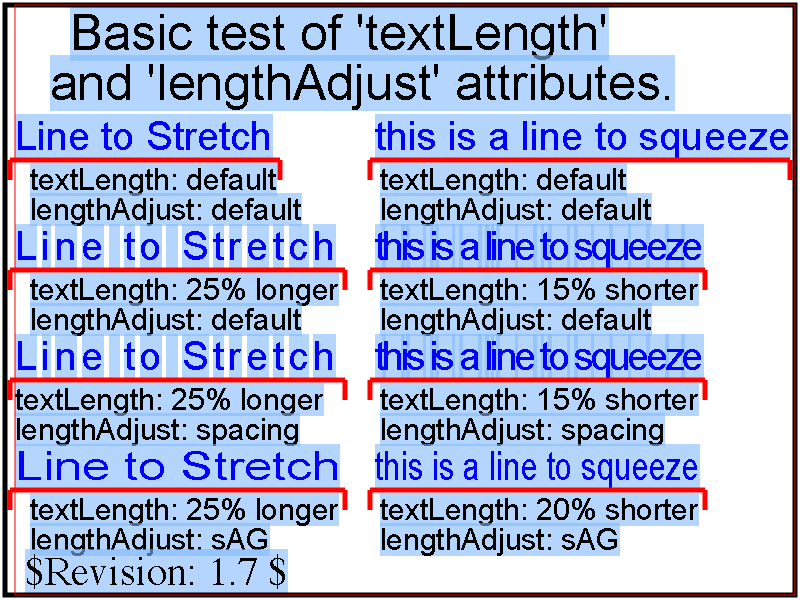 Basic test of 'textLength'
and 'lengthAdjust' attributes.
Line to Stretch
textLength: default
lengthAdjust: default
this is a line to squeeze
textLength: default
lengthAdjust: default
Line to Stretch
textLength: 25% longer
lengthAdjust: default
this is a line to squeeze
textLength: 15% shorter
lengthAdjust: default
Line to Stretch
textLength: 25% longer
lengthAdjust: spacing
this is a line to squeeze
textLength: 15% shorter
lengthAdjust: spacing
Line to Stretch
textLength: 25% longer
lengthAdjust: sAG
this is a line to squeeze
textLength: 20% shorter
lengthAdjust: sAG
$Revision: 1.7 $